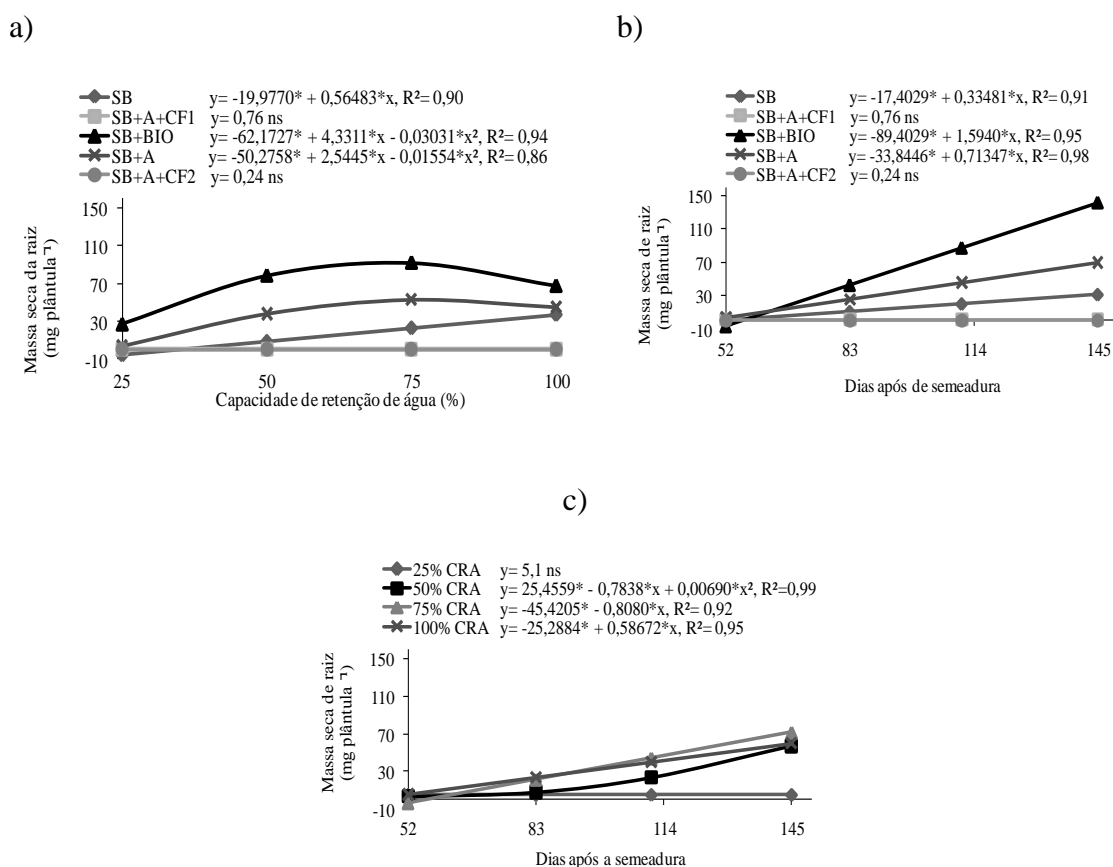 a)
SB y= -19,9770* + 0,56483*x, R²= 0,90
SB+A+CF1 y= 0,76 ns
SB+BIO y= -62,1727* + 4,3311*x - 0,03031*x², R²= 0,94
SB+A y= -50,2758* + 2,5445*x - 0,01554*x², R²= 0,86
SB+A+CF2 y= 0,24 ns
Massa seca da raiz
(mg plântula⁻¹)
150
110
70
30
-10
25 50 75 100
Capacidade de retenção de água (%)
b)
SB y= -17,4029* + 0,33481*x, R²= 0,91
SB+A+CF1 y= 0,76 ns
SB+BIO y= -89,4029* + 1,5940*x, R²= 0,95
SB+A y= -33,8446* + 0,71347*x, R²= 0,98
SB+A+CF2 y= 0,24 ns
Massa seca de raiz
(mg plântula⁻¹)
150
110
70
30
-10
52 83 114 145
Dias após de semeadura
c)
25% CRA y= 5,1 ns
50% CRA y= 25,4559* - 0,7838*x + 0,00690*x², R²=0,99
75% CRA y= -45,4205* - 0,8080*x, R²= 0,92
100% CRA y= -25,2884* + 0,58672*x, R²= 0,95
Massa seca de raiz
(mg plântula⁻¹)
150
110
70
30
-10
52 83 114 145
Dias após a semeadura